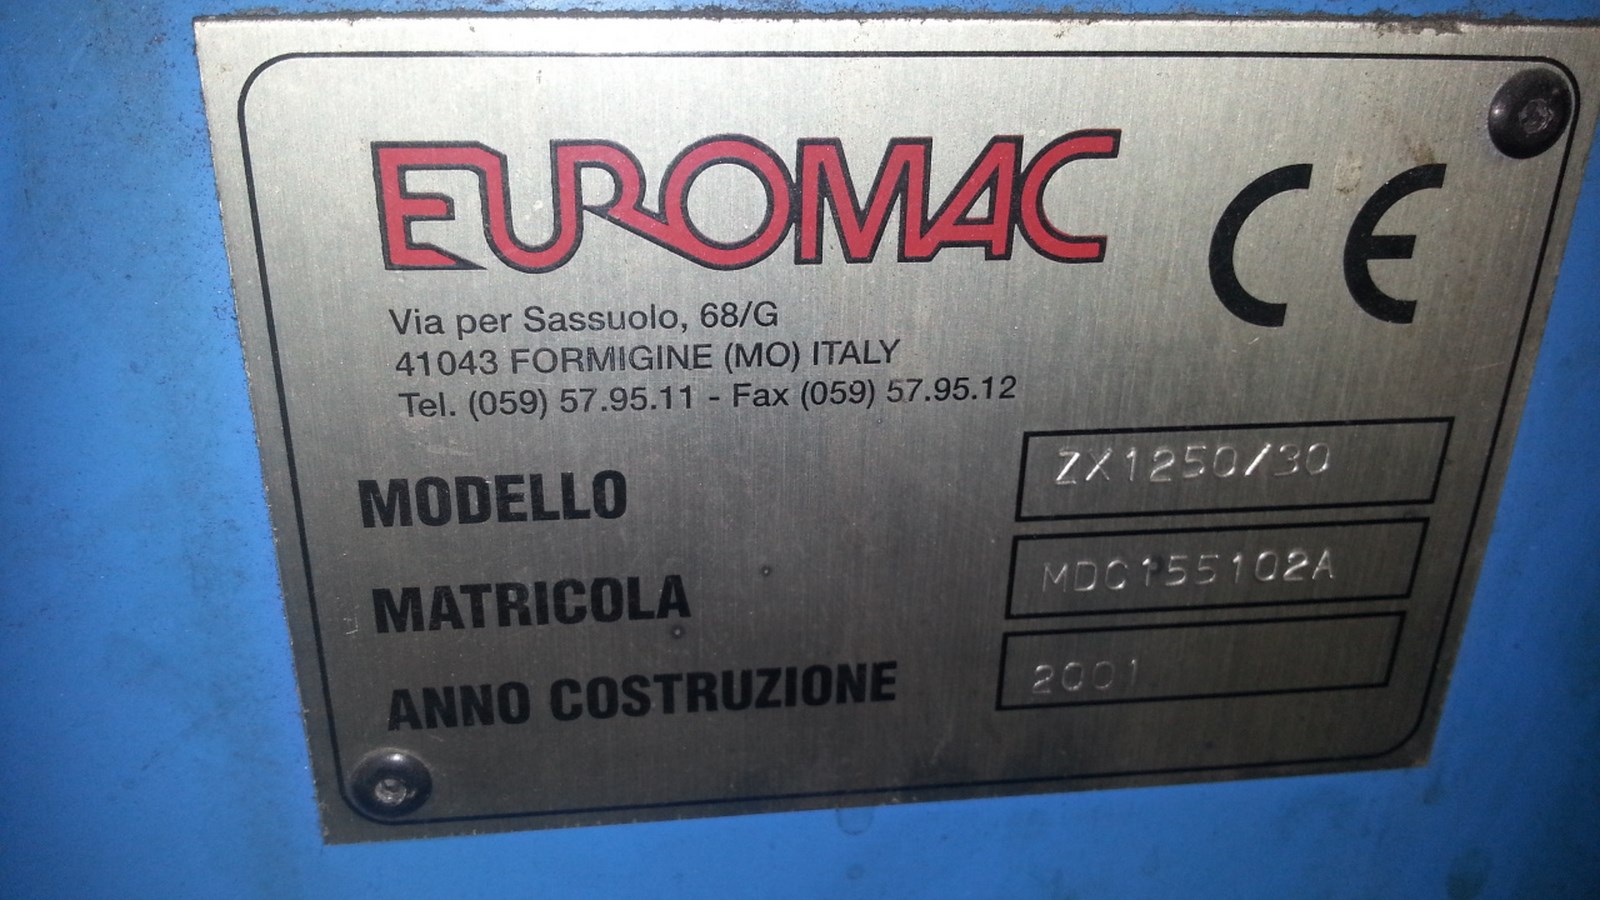 EUROMAC
CE
Via per Sassuolo, 68/G
41043 FORMIGINE (MO) ITALY
Tel. (059) 57.95.11 - Fax (059) 57.95.12
MODELLO ZX1250/30
MATRICOLA MDC155102A
ANNO COSTRUZIONE 2001